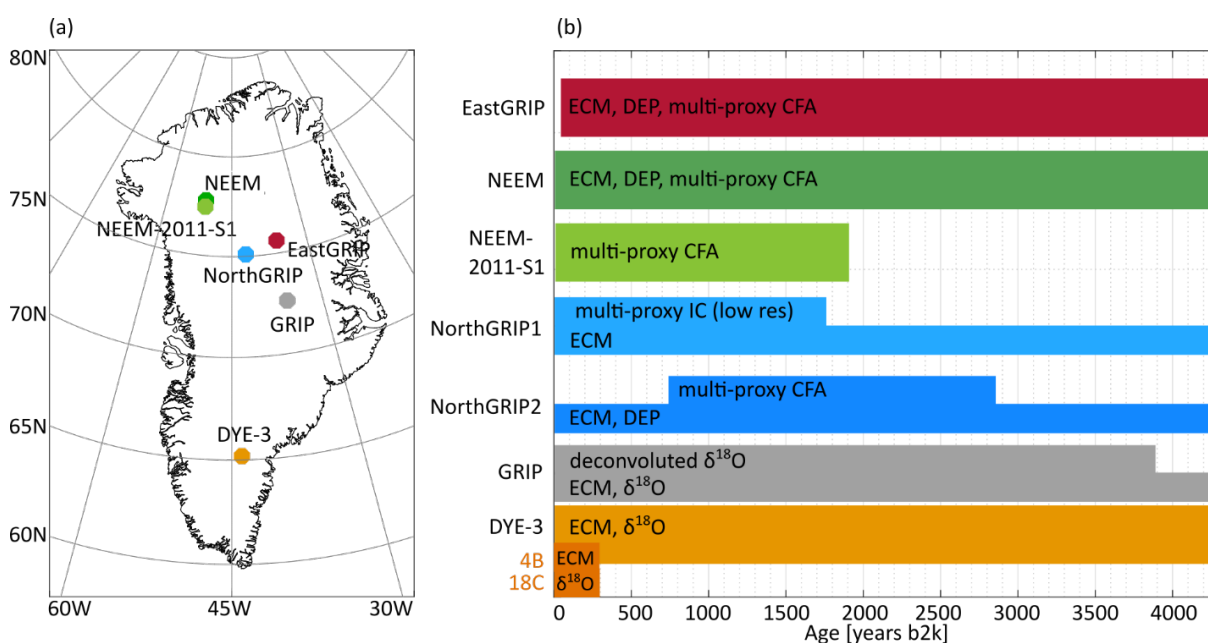 (a)
80N
75N
70N
65N
60N
60W
45W
30W
NEEM
NEEM-2011-S1
EastGRIP
NorthGRIP
GRIP
DYE-3
(b)
EastGRIP
ECM, DEP, multi-proxy CFA
NEEM
ECM, DEP, multi-proxy CFA
NEEM-
2011-S1
multi-proxy CFA
NorthGRIP1
multi-proxy IC (low res)
ECM
NorthGRIP2
multi-proxy CFA
ECM, DEP
GRIP
deconvoluted δ¹⁸O
ECM, δ¹⁸O
DYE-3
ECM, δ¹⁸O
4B
ECM
18C
δ¹⁸O
0
500
1000
1500
2000
2500
3000
3500
4000
Age [years b2k]